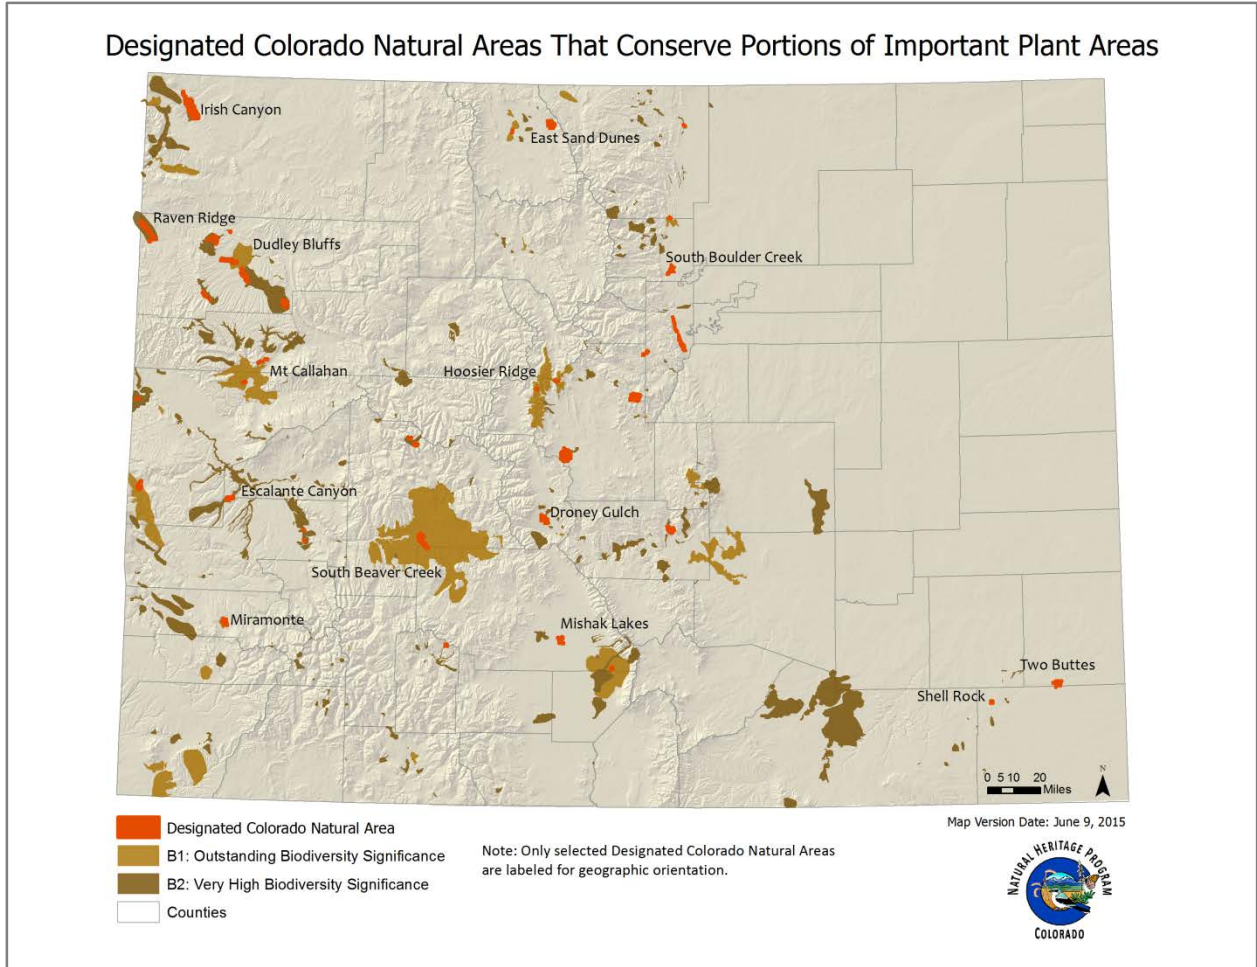 Designated Colorado Natural Areas That Conserve Portions of Important Plant Areas
Irish Canyon
East Sand Dunes
Raven Ridge
Dudley Bluffs
South Boulder Creek
Mt Callahan
Hoosier Ridge
Escalante Canyon
Droney Gulch
South Beaver Creek
Miramonte
Mishak Lakes
Two Buttes
Shell Rock
N
0 5 10 20
Miles
Designated Colorado Natural Area
B1: Outstanding Biodiversity Significance
B2: Very High Biodiversity Significance
Counties
Note: Only selected Designated Colorado Natural Areas
are labeled for geographic orientation.
Map Version Date: June 9, 2015
NATURAL HERITAGE PROGRAM
COLORADO